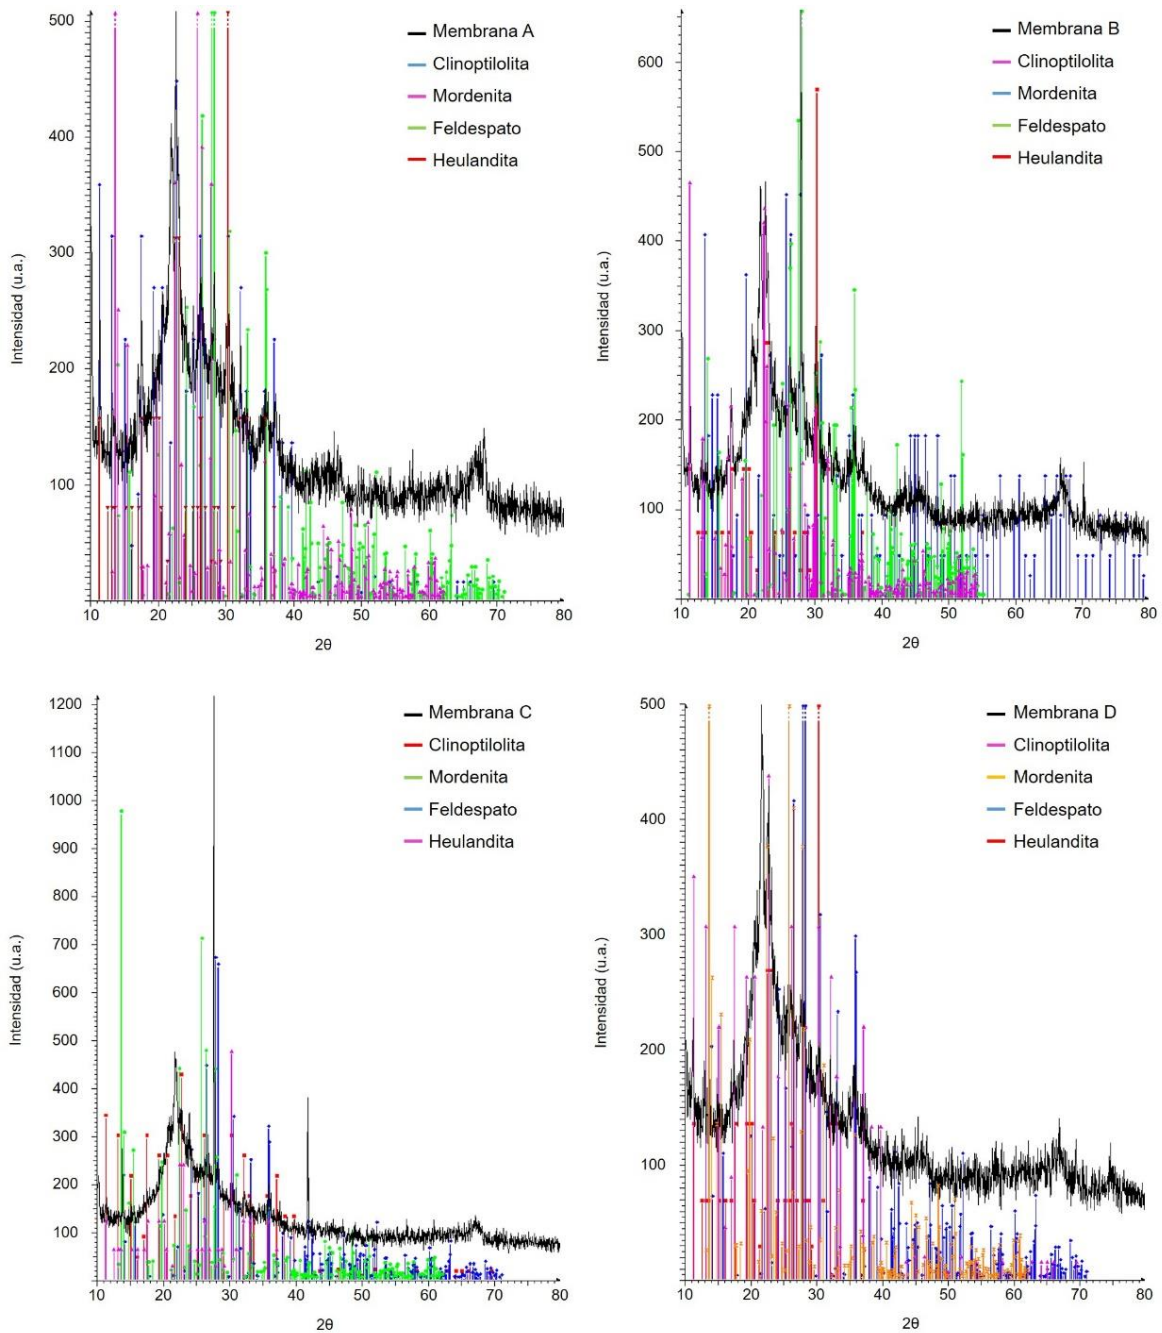 500
400
300
200
100
10 20 30 40 50 60 70 80
Intensidad (u.a.)
2θ
Membrana A
Clinoptilolita
Mordenita
Feldespato
Heulandita
600
500
400
300
200
100
10 20 30 40 50 60 70 80
Intensidad (u.a.)
2θ
Membrana B
Clinoptilolita
Mordenita
Feldespato
Heulandita
1200
1100
1000
900
800
700
600
500
400
300
200
100
10 20 30 40 50 60 70 80
Intensidad (u.a.)
2θ
Membrana C
Clinoptilolita
Mordenita
Feldespato
Heulandita
500
400
300
200
100
10 20 30 40 50 60 70 80
Intensidad (u.a.)
2θ
Membrana D
Clinoptilolita
Mordenita
Feldespato
Heulandita